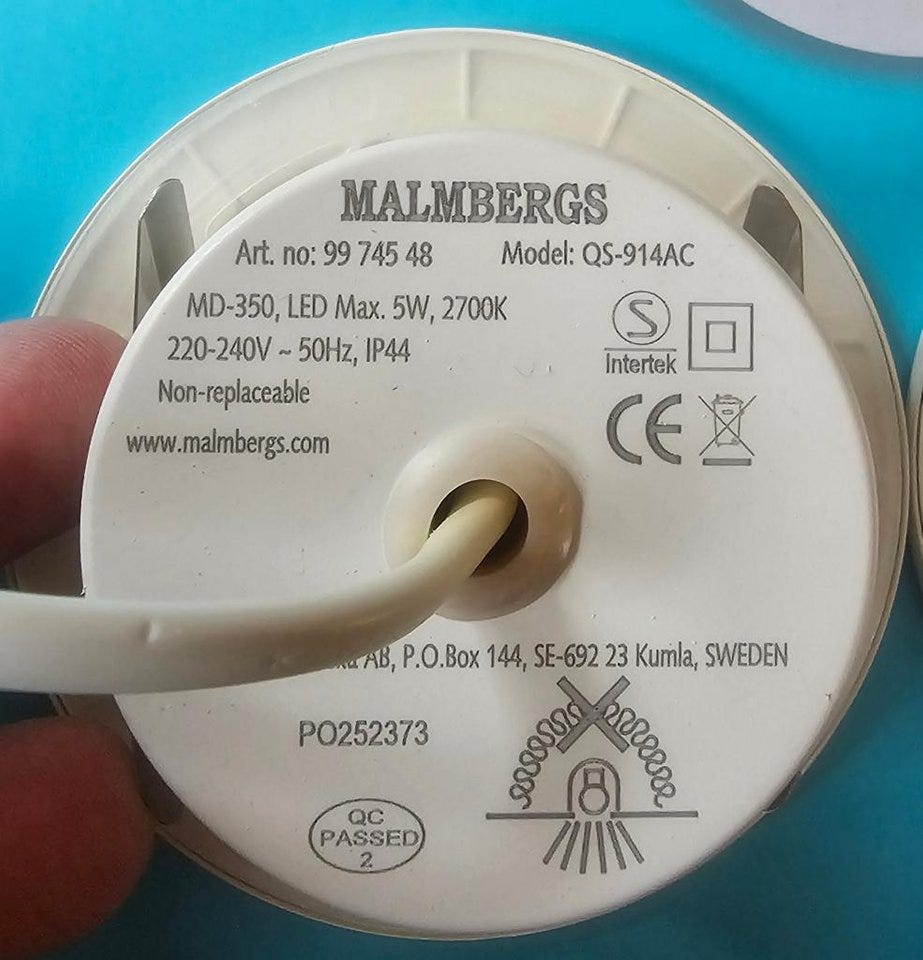 MALMBERGS
Art. no: 99 745 48 Model: QS-914AC
MD-350, LED Max. 5W, 2700K
220-240V ~ 50Hz, IP44
Non-replaceable
www.malmbergs.com
S
Intertek
CE
AB, P.O.Box 144, SE-692 23 Kumla, SWEDEN
PO252373
QC
PASSED
2